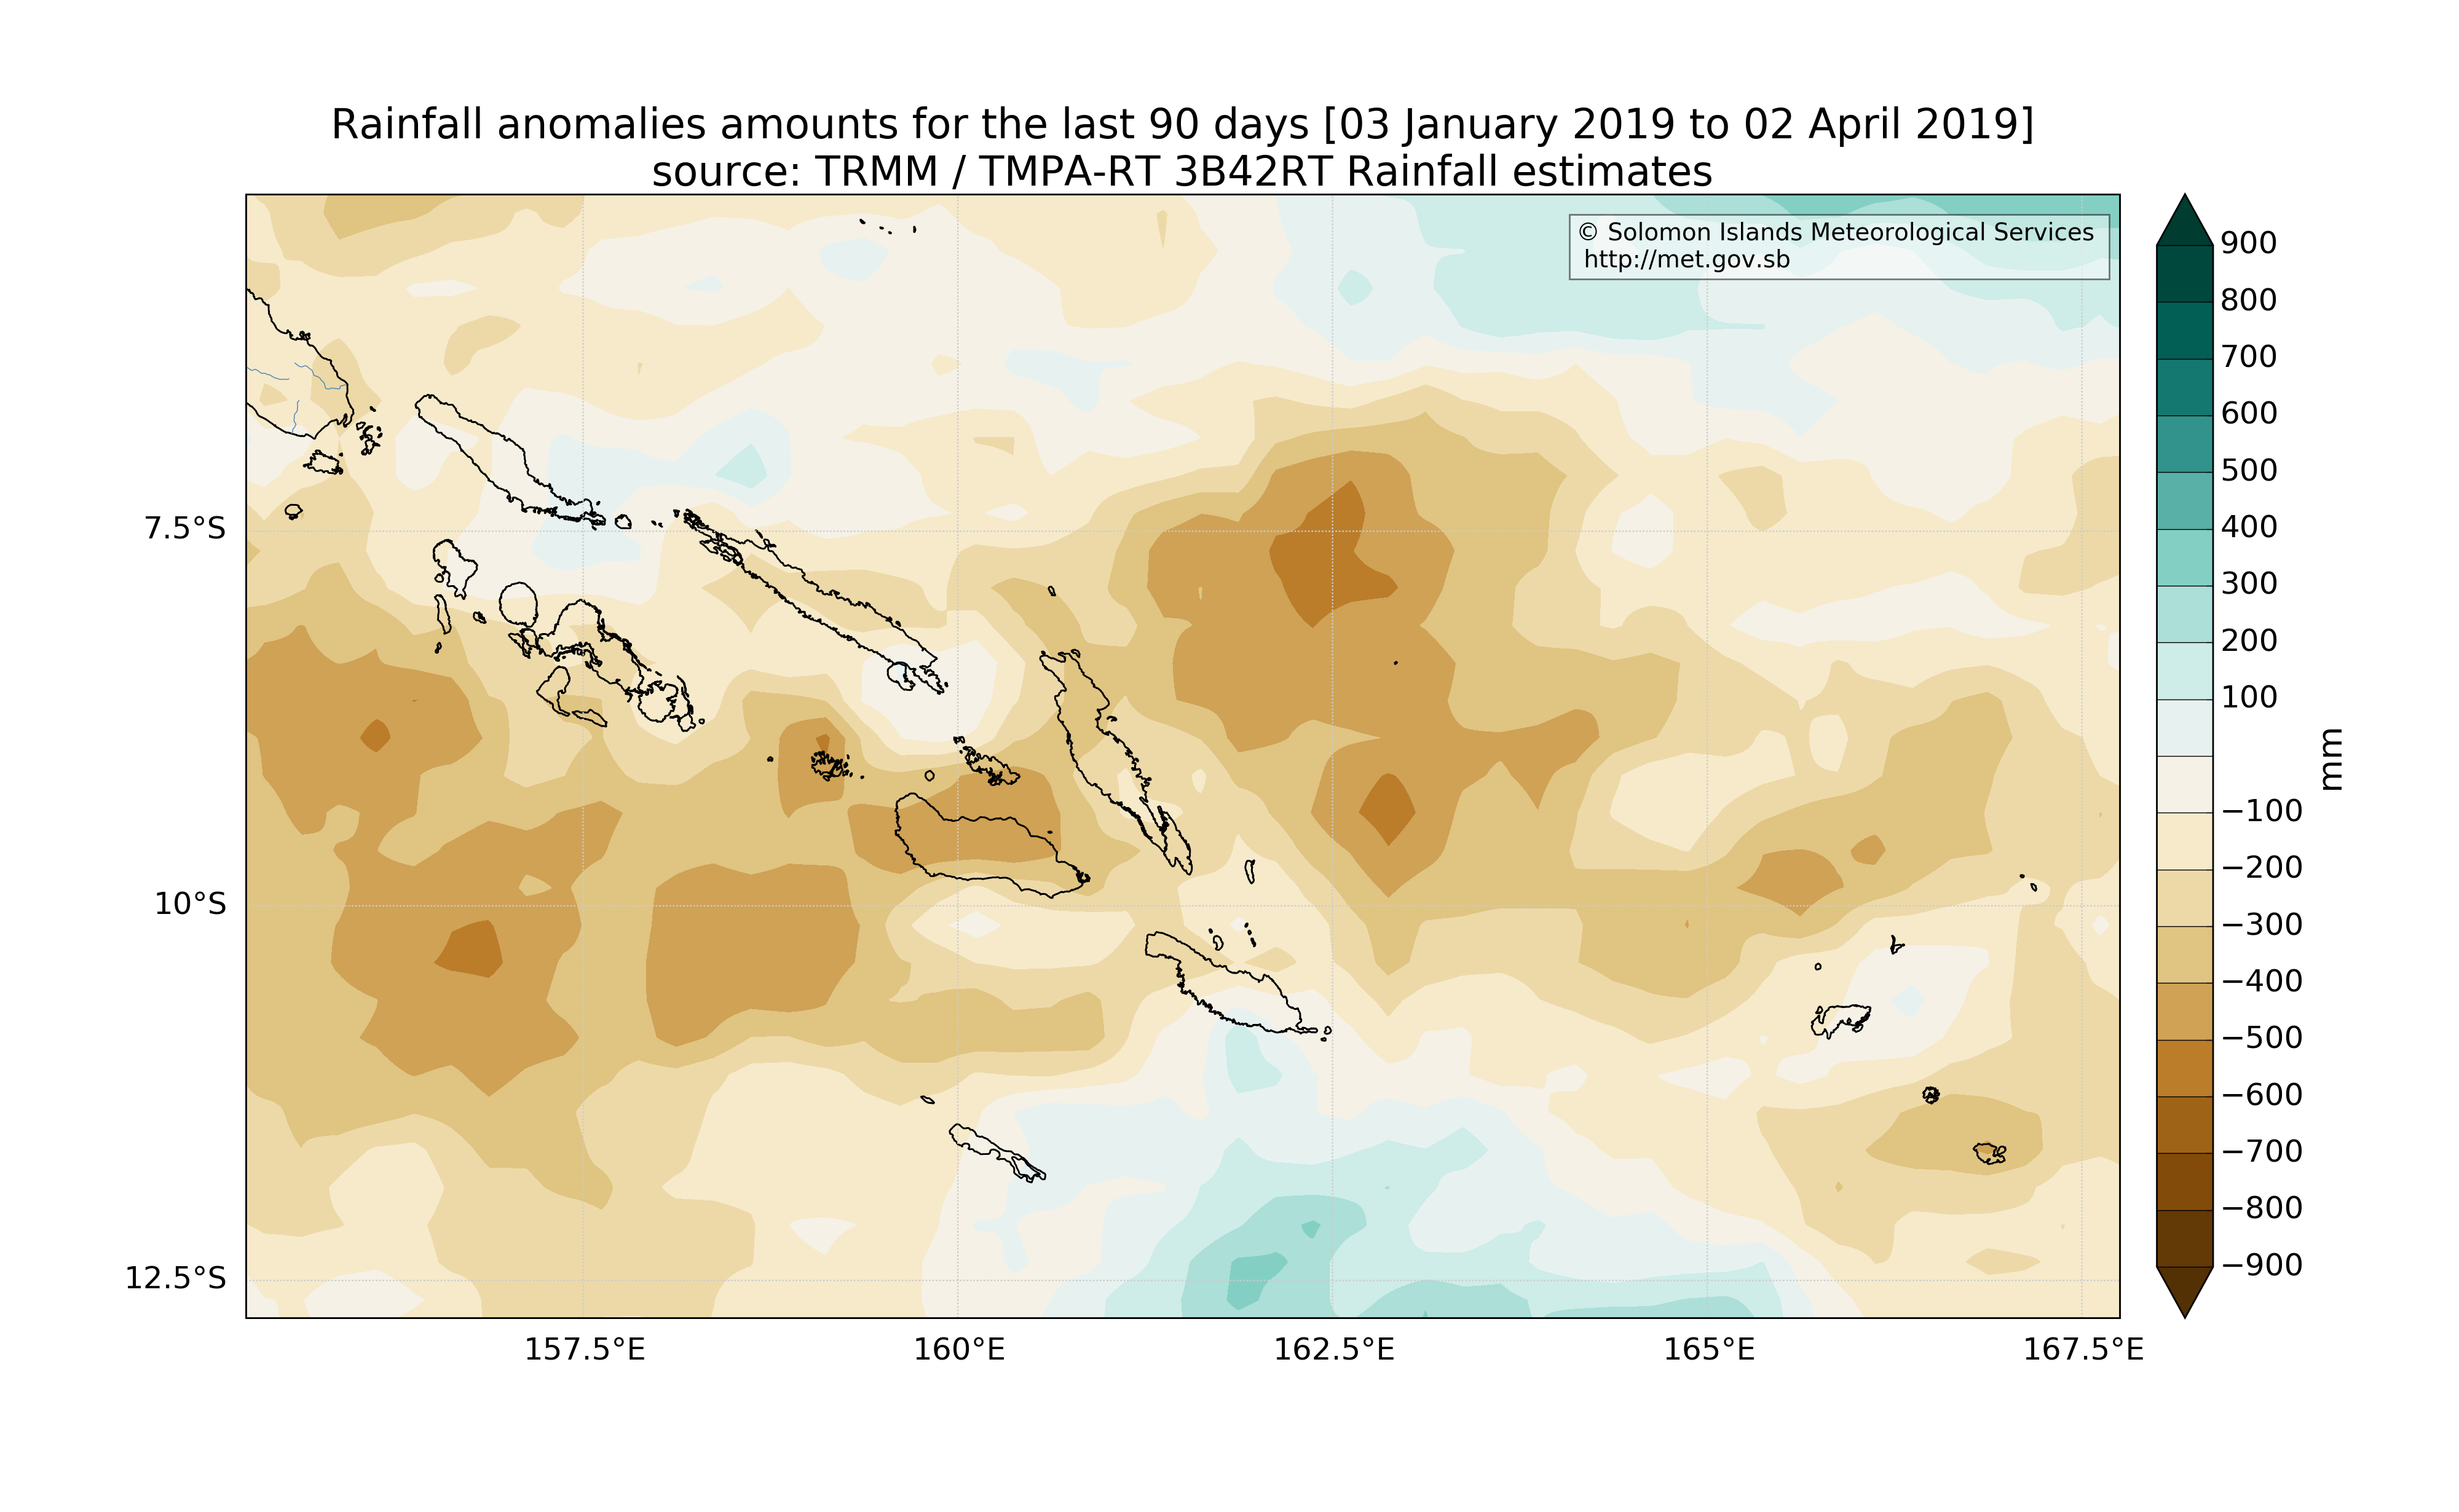 Rainfall anomalies amounts for the last 90 days [03 January 2019 to 02 April 2019]
source: TRMM / TMPA-RT 3B42RT Rainfall estimates
© Solomon Islands Meteorological Services
http://met.gov.sb
7.5°S
10°S
12.5°S
157.5°E
160°E
162.5°E
165°E
167.5°E
900
800
700
600
500
400
300
200
100
−100
−200
−300
−400
−500
−600
−700
−800
−900
mm